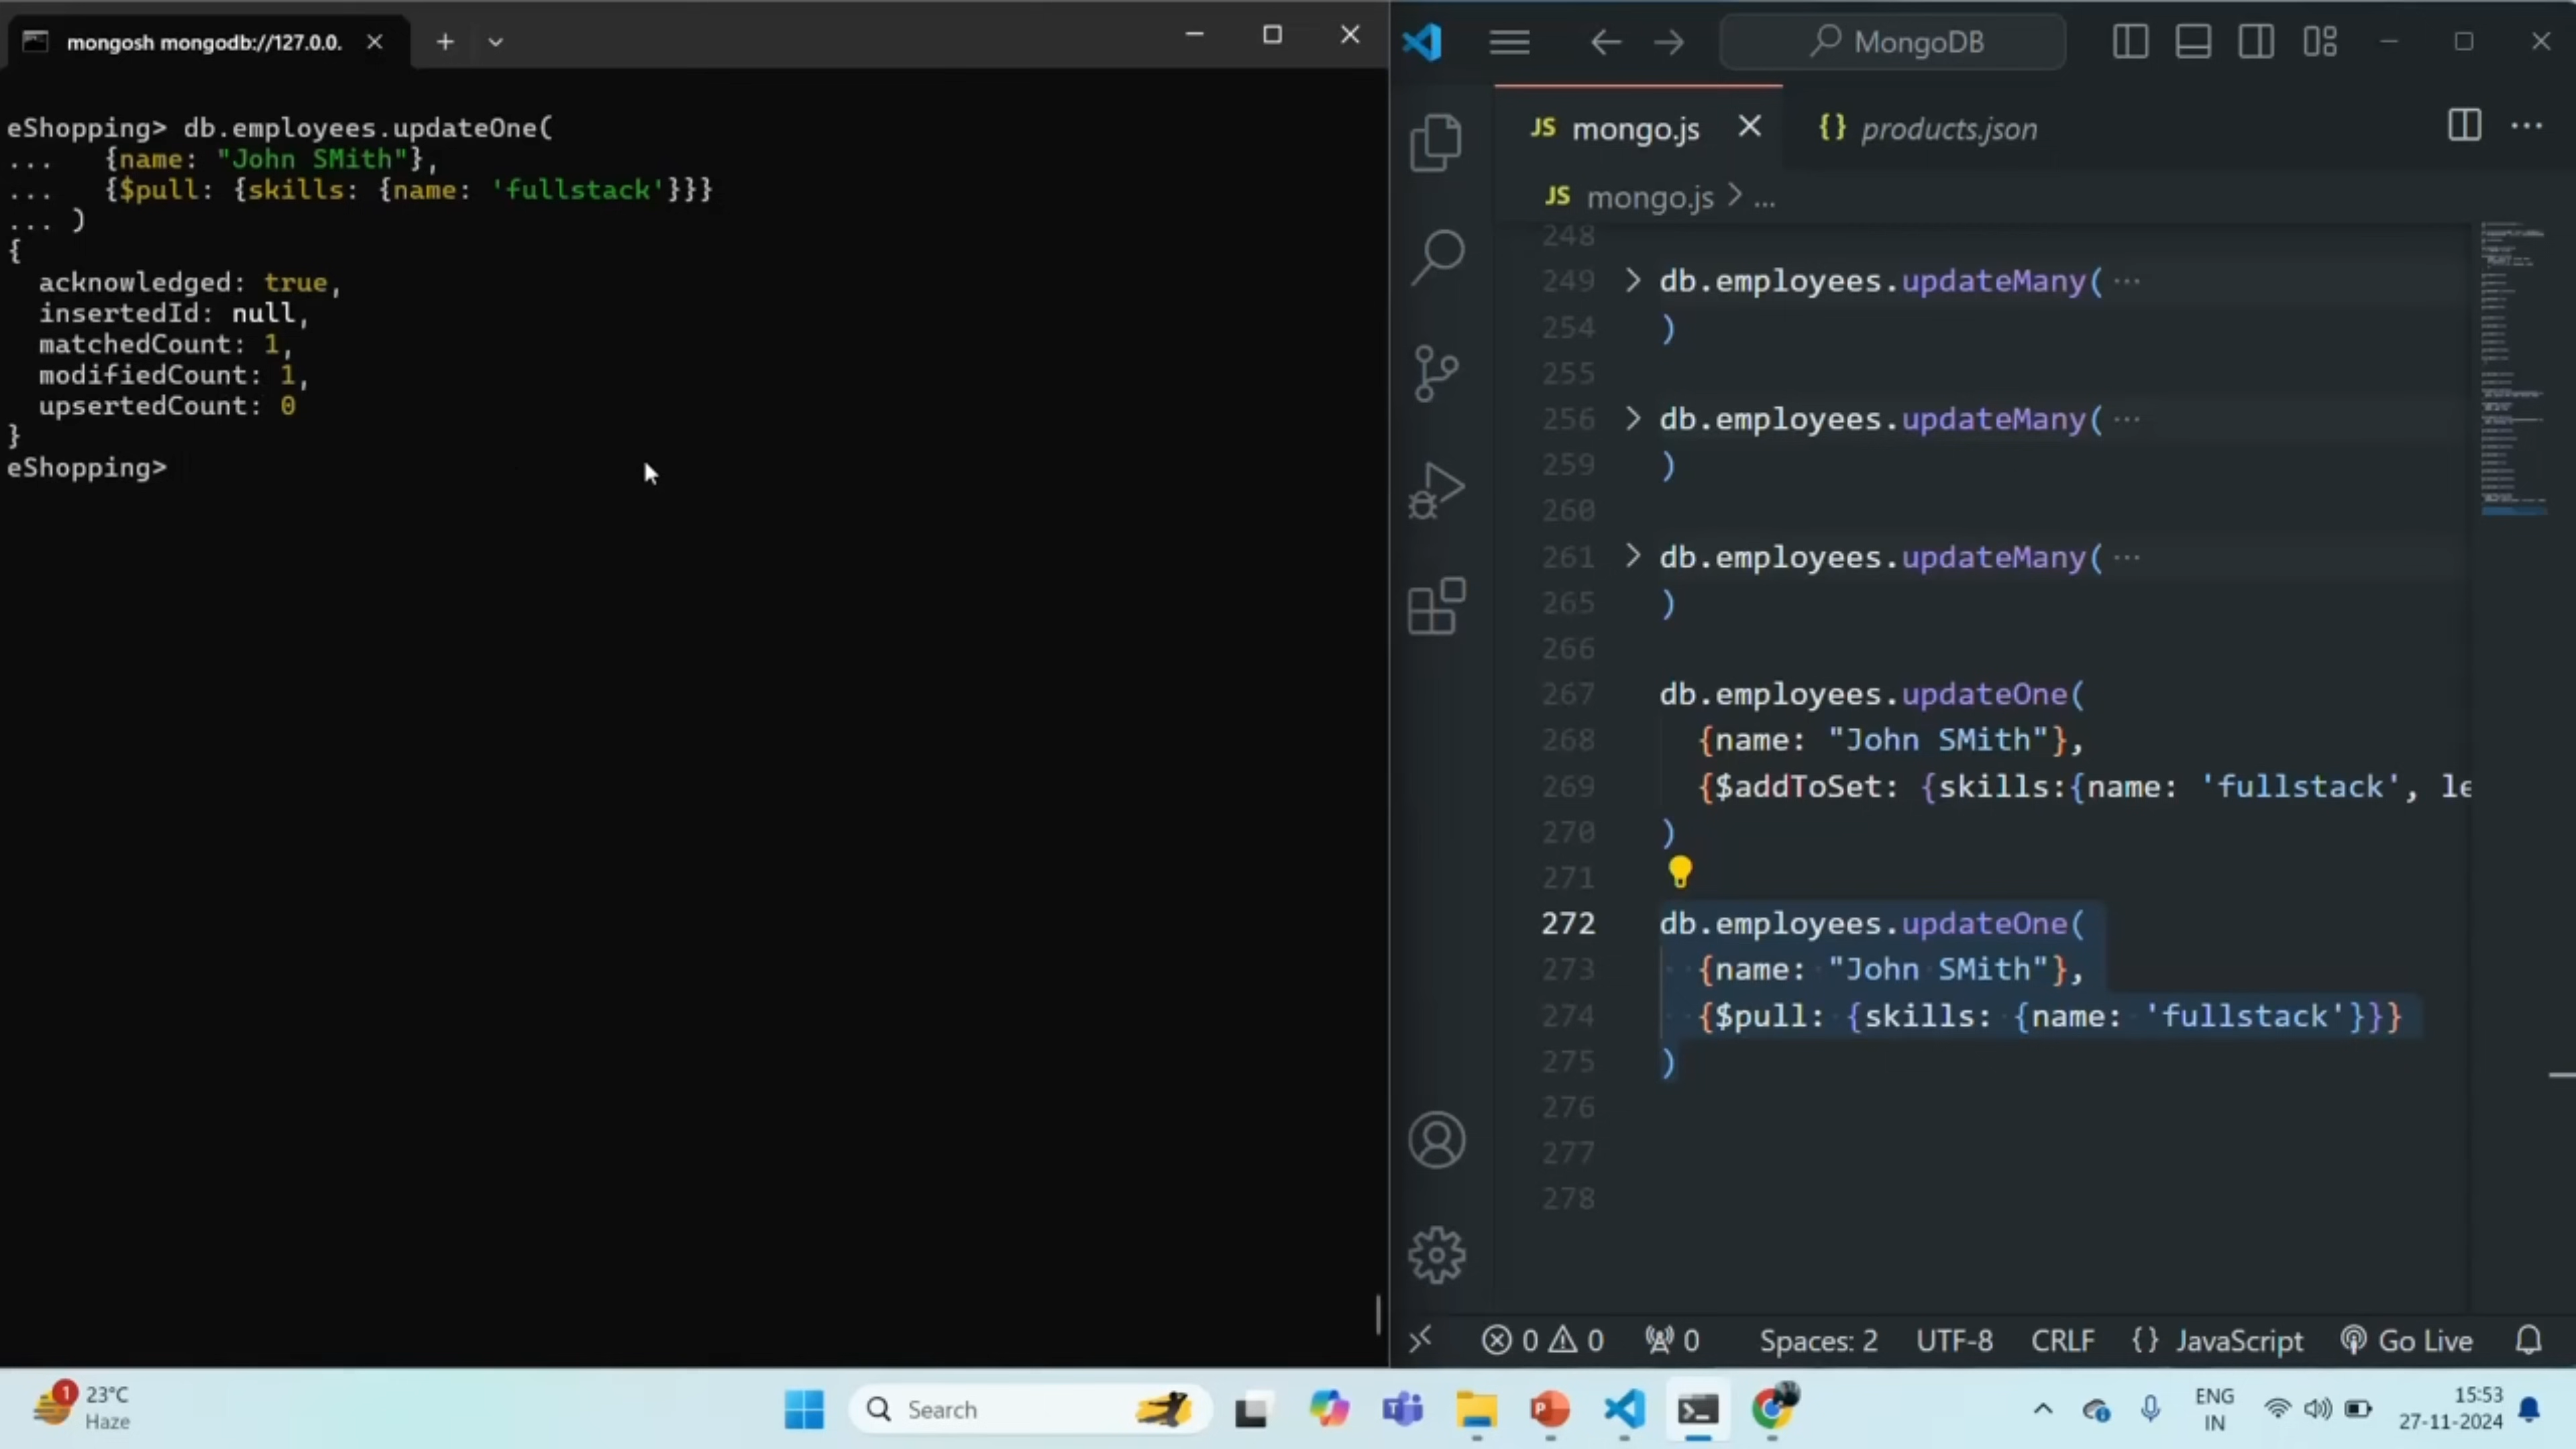 mongosh mongodb://127.0.0.
eShopping> db.employees.updateOne(
...    {name: "John SMith"},
...    {$pull: {skills: {name: 'fullstack'}}}
... )
{
  acknowledged: true,
  insertedId: null,
  matchedCount: 1,
  modifiedCount: 1,
  upsertedCount: 0
}
eShopping>
MongoDB
JS mongo.js
{} products.json
JS mongo.js > ...
248
249 > db.employees.updateMany( ···
254 )
255
256 > db.employees.updateMany( ···
259 )
260
261 > db.employees.updateMany( ···
265 )
266
267 db.employees.updateOne(
268   {name: "John SMith"},
269   {$addToSet: {skills:{name: 'fullstack', le
270 )
271
272 db.employees.updateOne(
273   {name: "John SMith"},
274   {$pull: {skills: {name: 'fullstack'}}}
275 )
276
277
278
0 0 0 Spaces: 2 UTF-8 CRLF {} JavaScript Go Live
1
23°C
Haze
Search
ENG
IN
15:53
27-11-2024